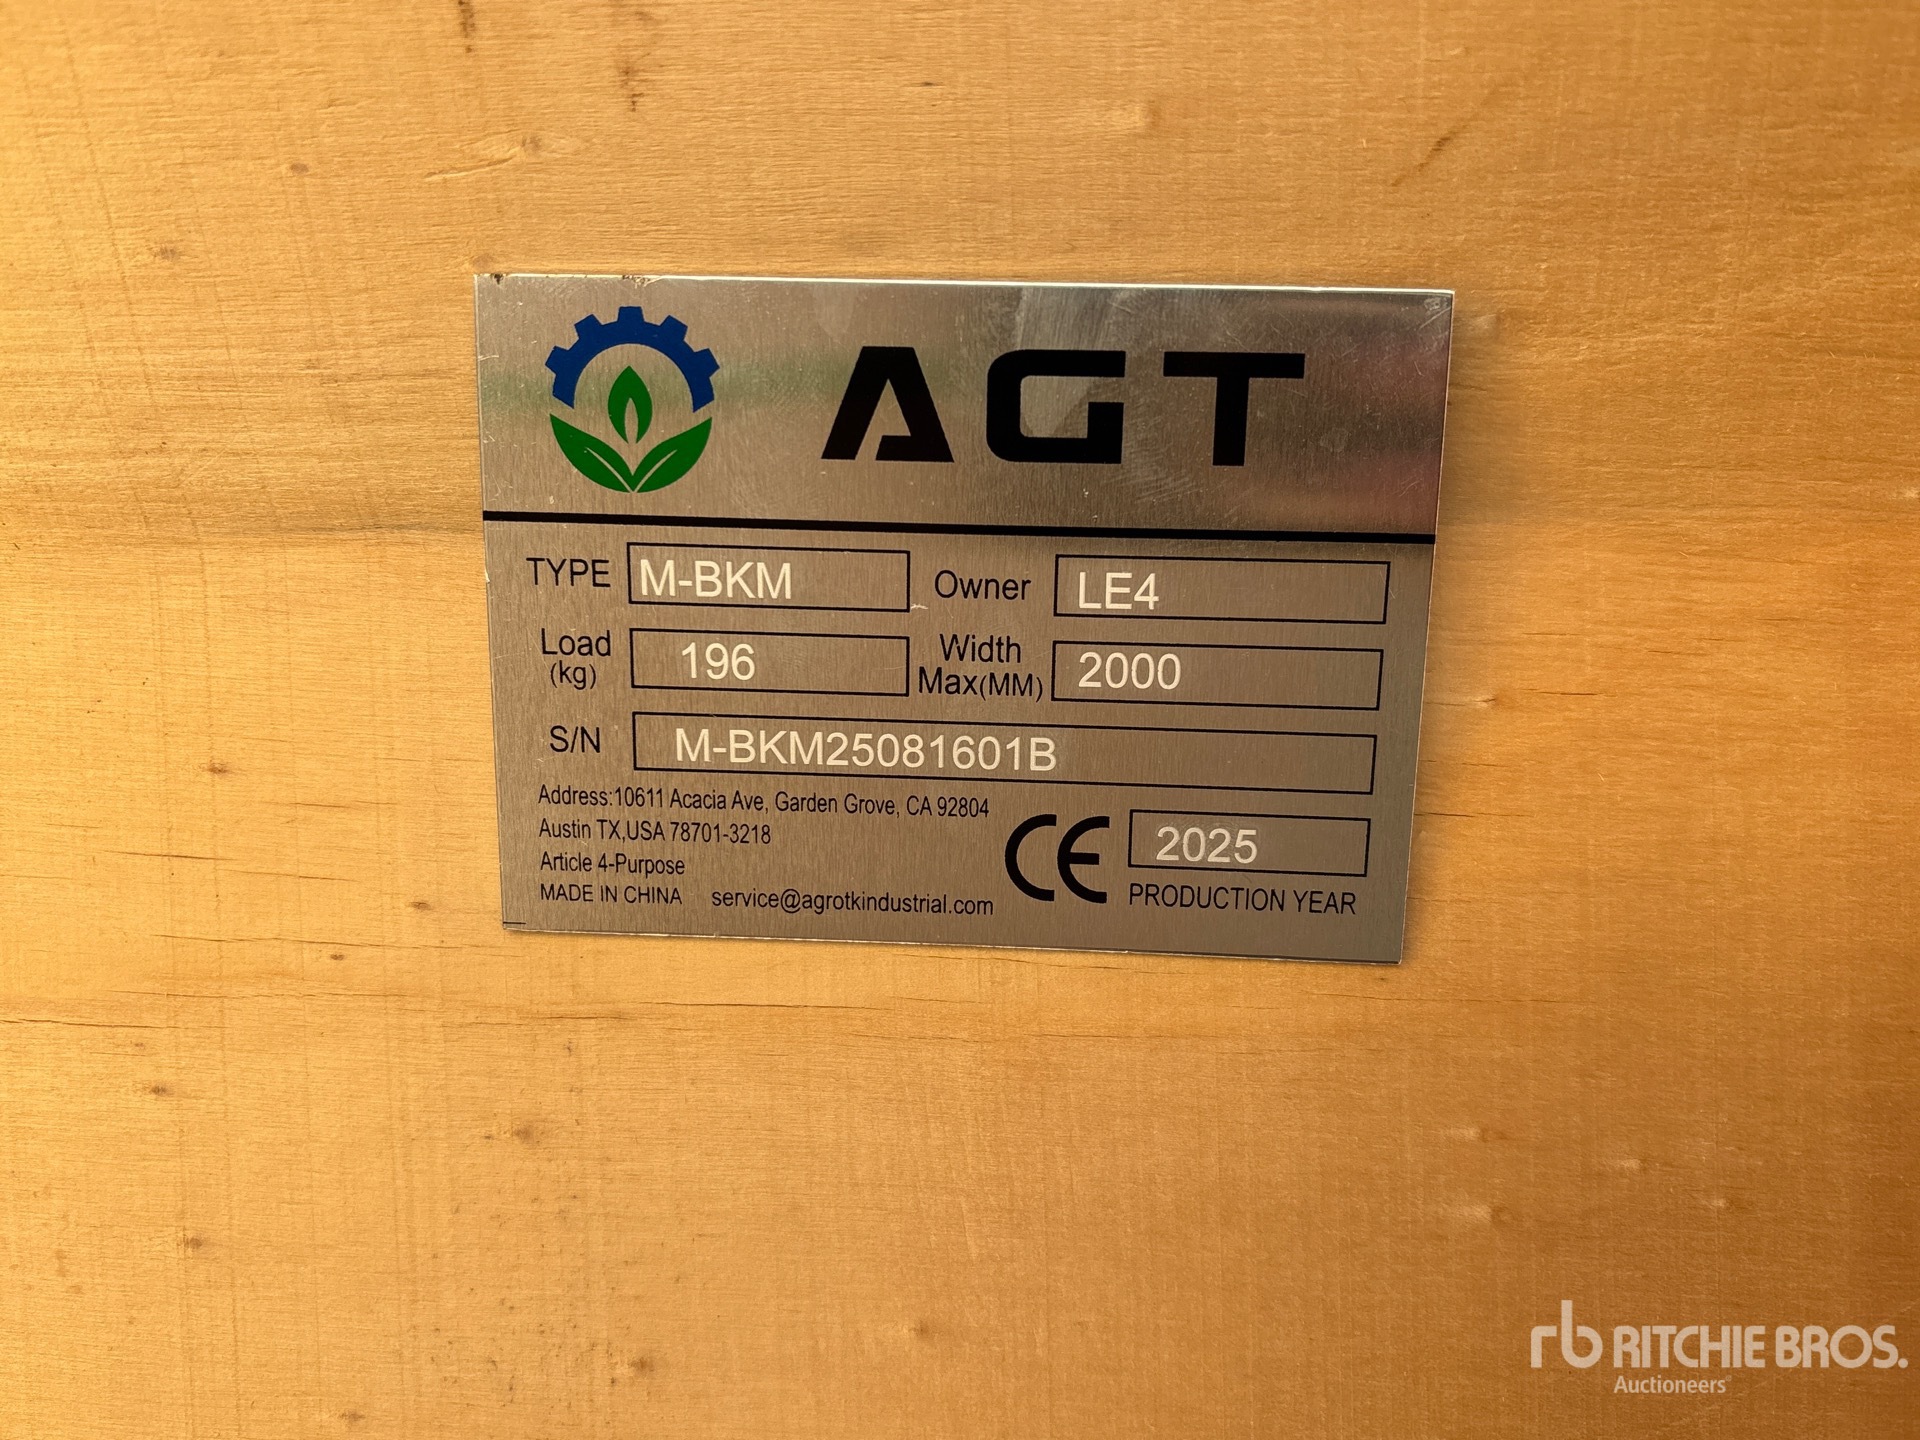 AGT
TYPE M-BKM Owner LE4
Load (kg) 196 Width Max(MM) 2000
S/N M-BKM25081601B
Address:10611 Acacia Ave, Garden Grove, CA 92804
Austin TX,USA 78701-3218
Article 4-Purpose
MADE IN CHINA service@agrotkindustrial.com
CE 2025
PRODUCTION YEAR
rb RITCHIE BROS.
Auctioneers